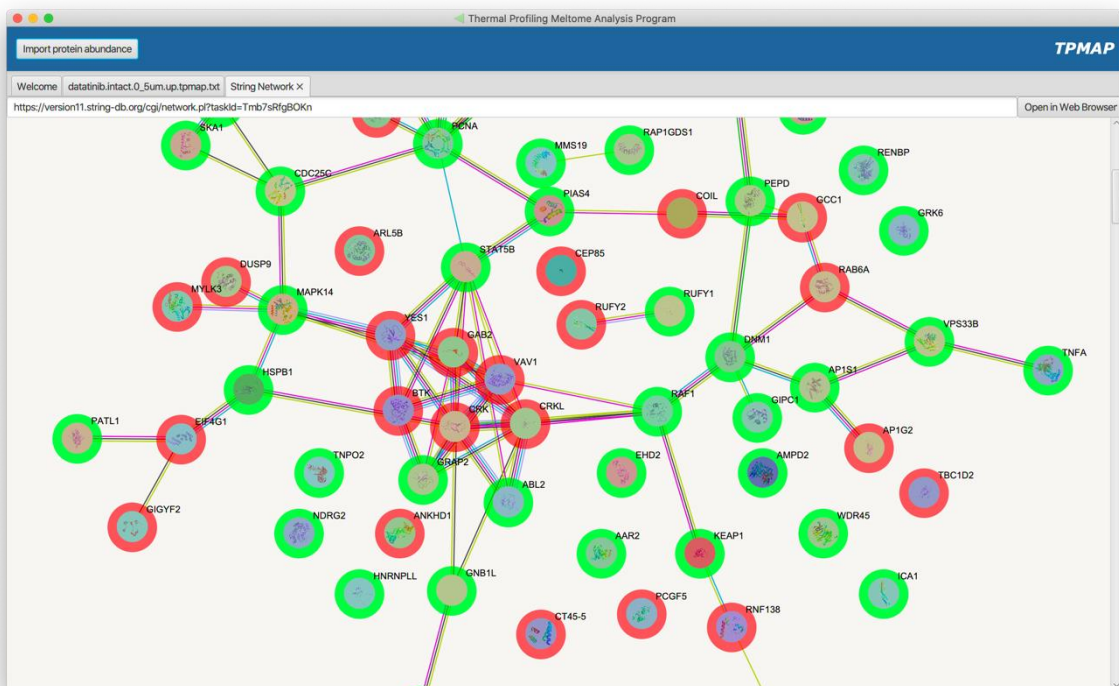 Thermal Profiling Meltome Analysis Program
Import protein abundance
TPMAP
Welcome
datatinib.intact.0_5um.up.tpmap.txt
String Network ×
https://version11.string-db.org/cgi/network.pl?taskId=Tmb7sRfgBOKn
Open in Web Browser
SKA1
PCNA
MMS19
RAP1GDS1
RENBP
CDC25C
PIAS4
COIL
PEPD
GCC1
GRK6
ARL5B
STAT5B
CEP85
DUSP9
MYLK3
MAPK14
RAB6A
RUFY2
RUFY1
YES1
GAB2
VAV1
DNM1
VPS33B
TNFA
HSPB1
BTK
CRK
CRKL
RAF1
AP1S1
GIPC1
PATL1
EIF4G1
AP1G2
TNPO2
GRAP2
ABL2
EHD2
AMPD2
TBC1D2
GIGYF2
NDRG2
ANKHD1
AAR2
KEAP1
WDR45
HNRNPLL
GNB1L
ICA1
CT45-5
PCGF5
RNF138